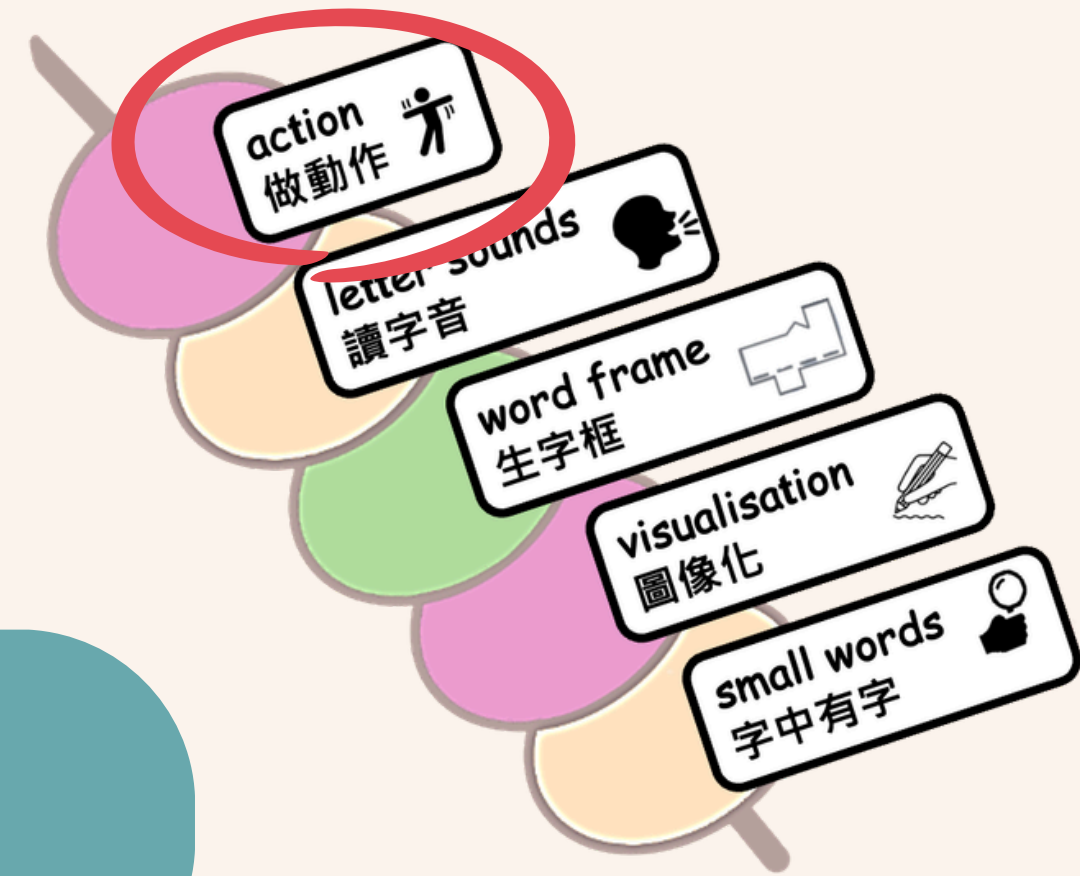 action
做動作
letter sounds
讀字音
word frame
生字框
visualisation
圖像化
small words
字中有字